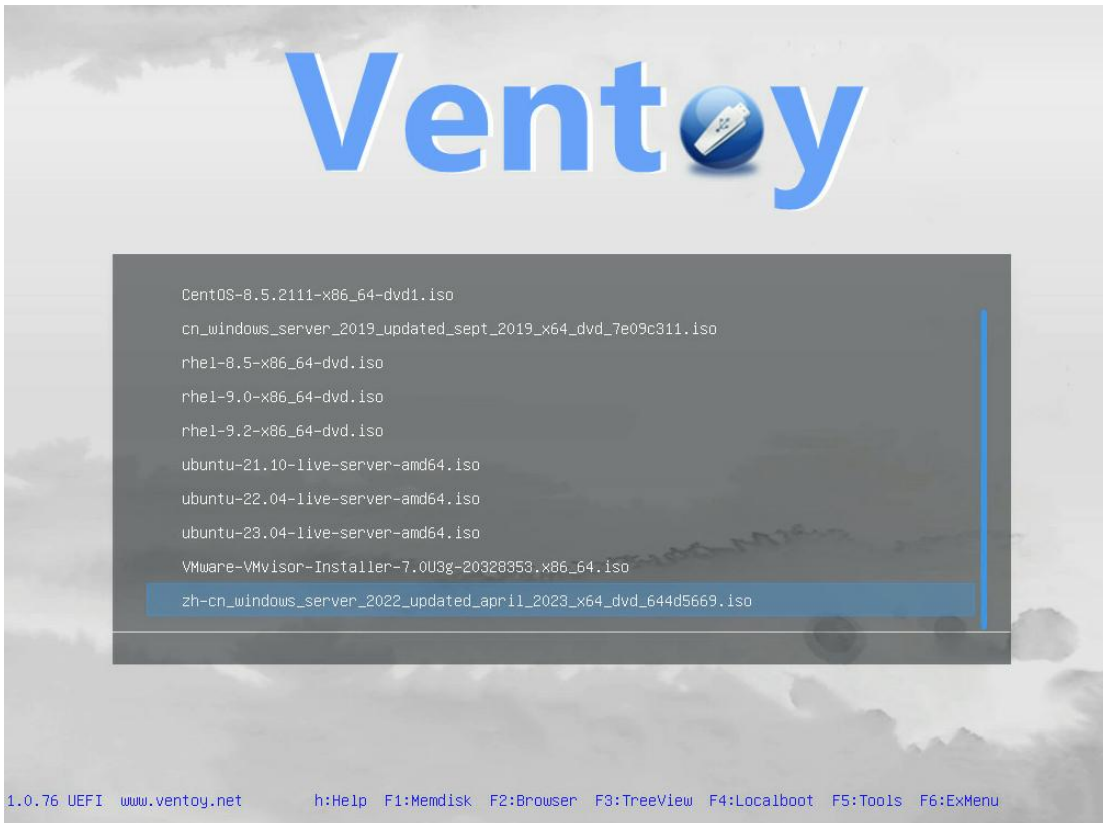 Ventoy
CentOS-8.5.2111-x86_64-dvd1.iso
cn_windows_server_2019_updated_sept_2019_x64_dvd_7e09c311.iso
rhel-8.5-x86_64-dvd.iso
rhel-9.0-x86_64-dvd.iso
rhel-9.2-x86_64-dvd.iso
ubuntu-21.10-live-server-amd64.iso
ubuntu-22.04-live-server-amd64.iso
ubuntu-23.04-live-server-amd64.iso
VMware-VMvisor-Installer-7.0U3g-20328353.x86_64.iso
zh-cn_windows_server_2022_updated_april_2023_x64_dvd_644d5669.iso
1.0.76 UEFI www.ventoy.net h:Help F1:Memdisk F2:Browser F3:TreeView F4:Localboot F5:Tools F6:ExMenu